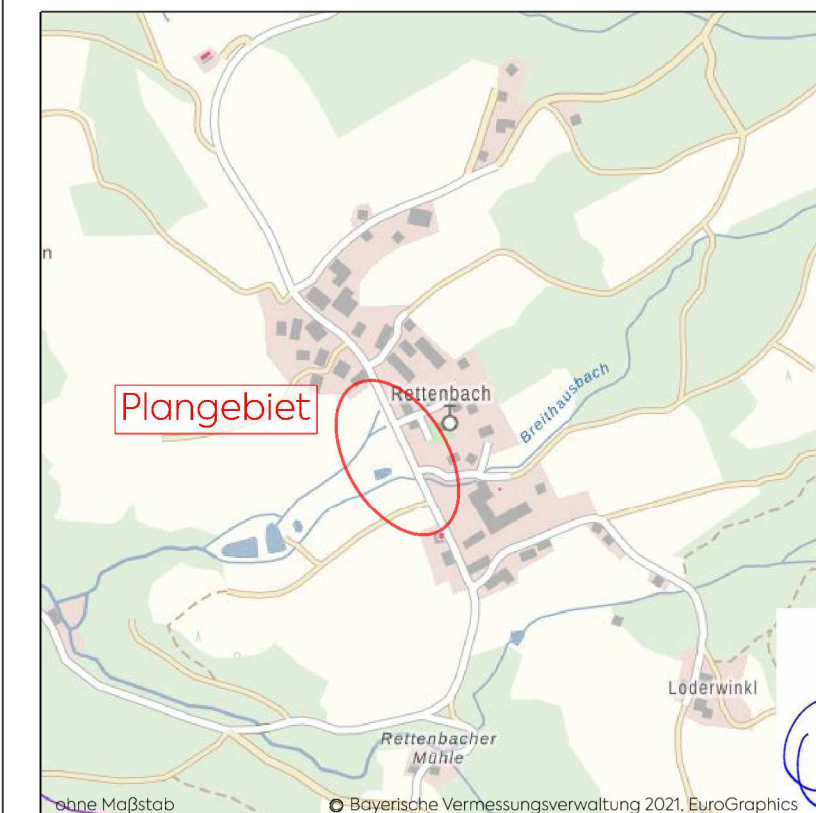 n
Plangebiet
Rettenbach
Breithausbach
Loderwinkl
Rettenbacher
Mühle
ohne Maßstab
© Bayerische Vermessungsverwaltung 2021, EuroGraphics